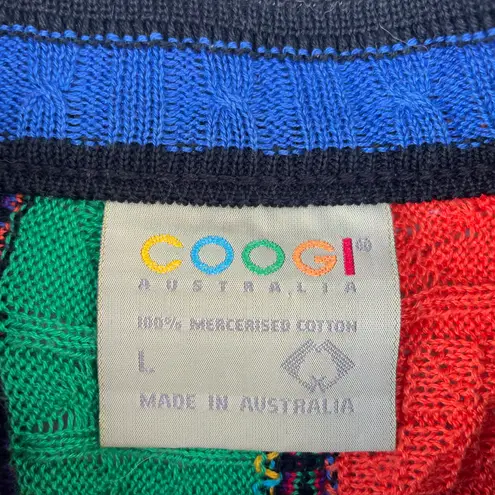 COOGI®
AUSTRALIA
100% MERCERISED COTTON
L
MADE IN AUSTRALIA